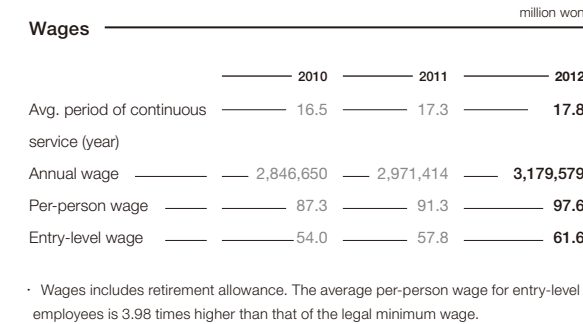 million won
Wages
2010 2011 2012
Avg. period of continuous 16.5 17.3 17.8
service (year)
Annual wage 2,846,650 2,971,414 3,179,579
Per-person wage 87.3 91.3 97.6
Entry-level wage 54.0 57.8 61.6
· Wages includes retirement allowance. The average per-person wage for entry-level
employees is 3.98 times higher than that of the legal minimum wage.